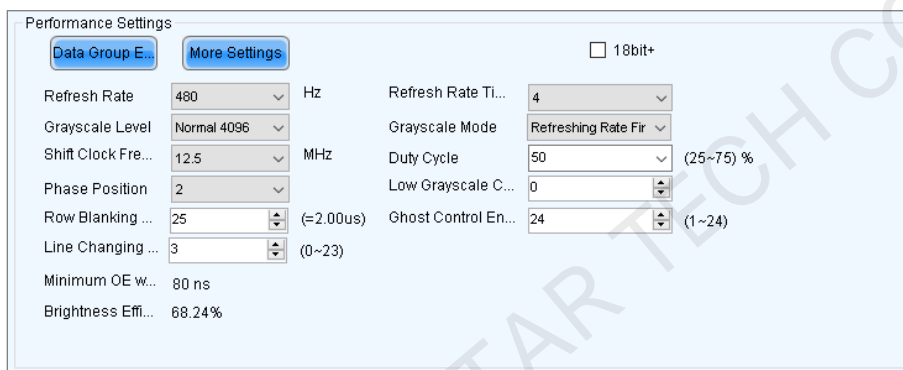 Performance Settings
Data Group E... More Settings 18bit+
Refresh Rate 480 Hz Refresh Rate Ti... 4
Grayscale Level Normal 4096 Grayscale Mode Refreshing Rate Fir
Shift Clock Fre... 12.5 MHz Duty Cycle 50 (25~75) %
Phase Position 2 Low Grayscale C... 0
Row Blanking ... 25 (=2.00us) Ghost Control En... 24 (1~24)
Line Changing ... 3 (0~23)
Minimum OE w... 80 ns
Brightness Effi... 68.24%
TAR TECH CO